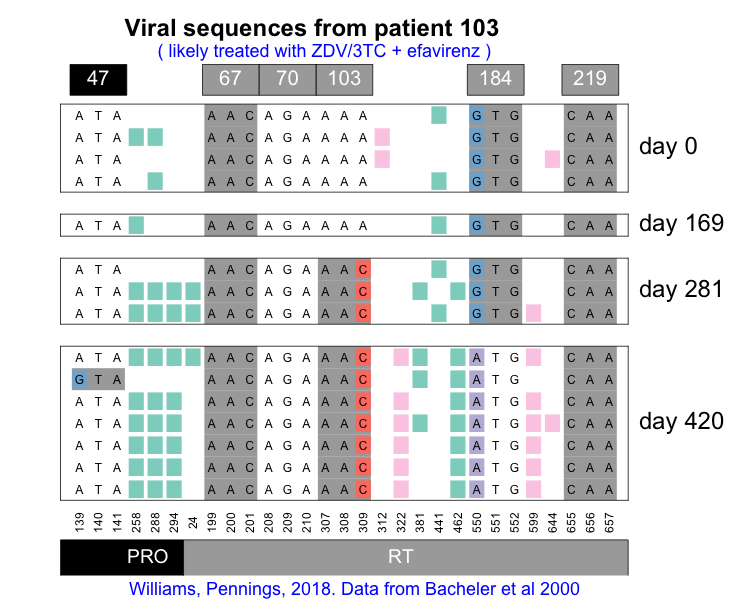 Viral sequences from patient 103
( likely treated with ZDV/3TC + efavirenz )
47 67 70 103 184 219
A T A A A C A G A A A A G T G C A A
A T A A A C A G A A A A G T G C A A
day 0
A T A A A C A G A A A A G T G C A A
A T A A A C A G A A A A G T G C A A
A T A A A C A G A A A A G T G C A A day 169
A T A A A C A G A A A C G T G C A A
A T A A A C A G A A A C G T G C A A day 281
A T A A A C A G A A A C G T G C A A
A T A A A C A G A A A C A T G C A A
G T A A A C A G A A A C A T G C A A
A T A A A C A G A A A C A T G C A A
A T A A A C A G A A A C A T G C A A day 420
A T A A A C A G A A A C A T G C A A
A T A A A C A G A A A C A T G C A A
A T A A A C A G A A A C A T G C A A
139 140 141 258 288 294 24 199 200 201 208 209 210 307 308 309 312 322 381 441 462 550 551 552 599 644 655 656 657
PRO RT
Williams, Pennings, 2018. Data from Bacheler et al 2000